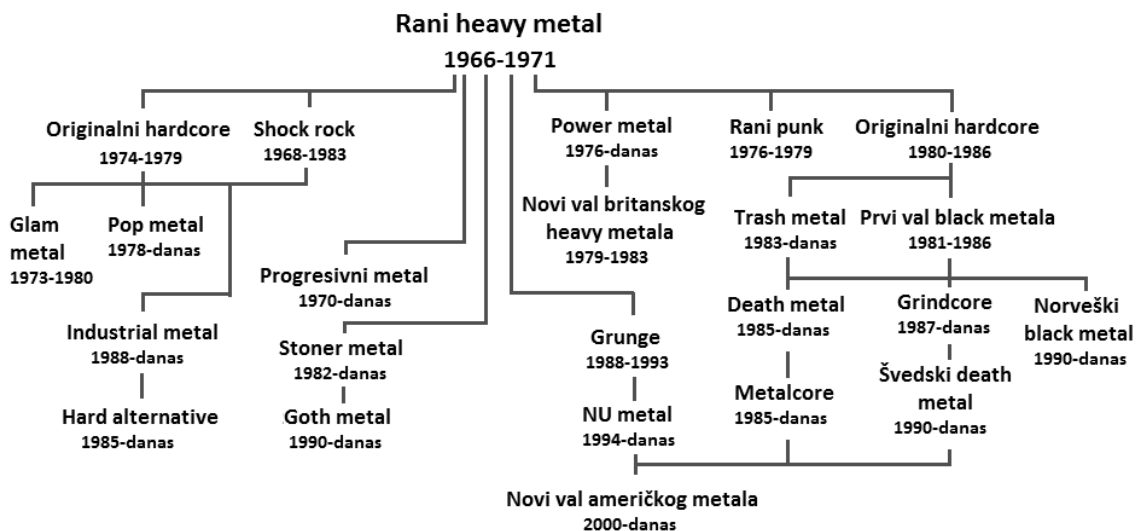 Rani heavy metal
1966-1971
Originalni hardcore
1974-1979
Shock rock
1968-1983
Power metal
1976-danas
Rani punk
1976-1979
Originalni hardcore
1980-1986
Glam
metal
1973-1980
Pop metal
1978-danas
Novi val britanskog
heavy metala
1979-1983
Trash metal
1983-danas
Prvi val black metala
1981-1986
Progresivni metal
1970-danas
Industrial metal
1988-danas
Stoner metal
1982-danas
Grunge
1988-1993
Death metal
1985-danas
Grindcore
1987-danas
Norveški
black metal
1990-danas
Hard alternative
1985-danas
Goth metal
1990-danas
NU metal
1994-danas
Metalcore
1985-danas
Švedski death
metal
1990-danas
Novi val američkog metala
2000-danas